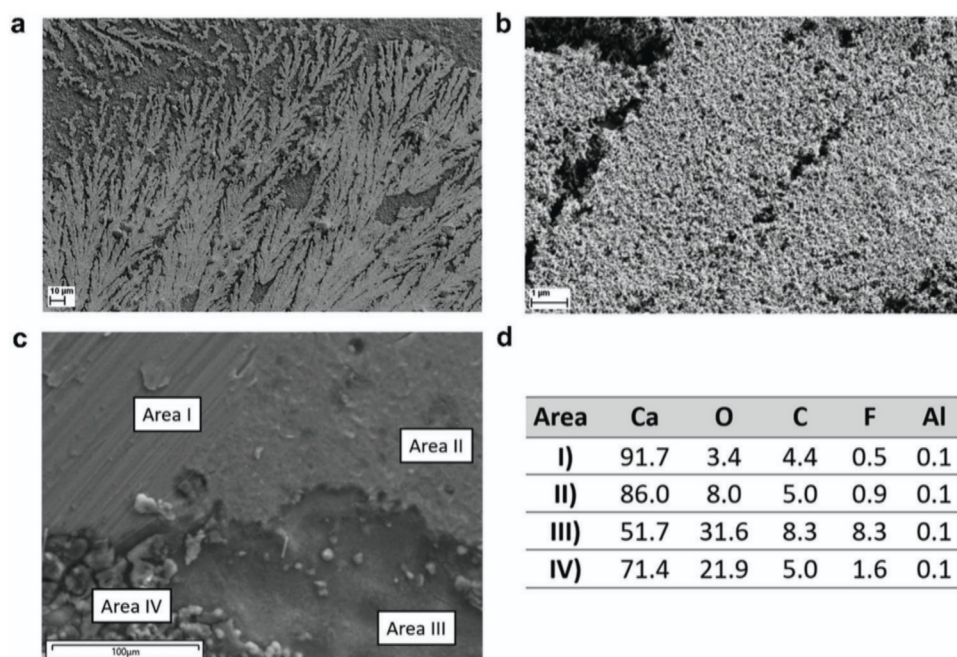 a
b
10 μm
1 μm
c
Area I
Area II
Area IV
Area III
100μm
d
Area Ca O C F Al
I) 91.7 3.4 4.4 0.5 0.1
II) 86.0 8.0 5.0 0.9 0.1
III) 51.7 31.6 8.3 8.3 0.1
IV) 71.4 21.9 5.0 1.6 0.1